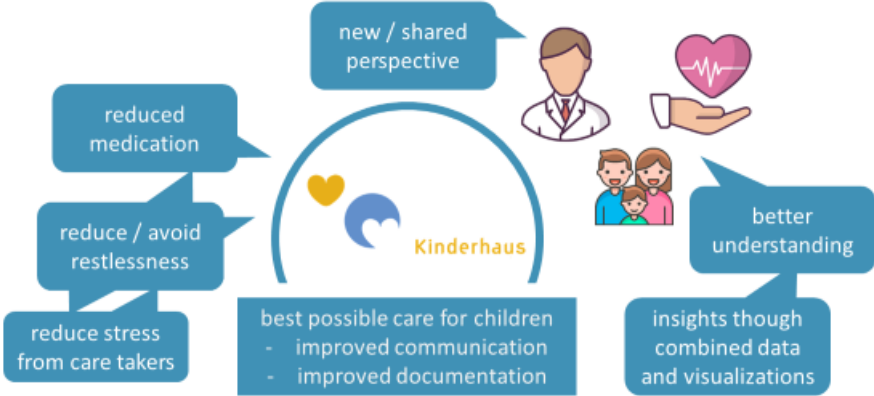 new / shared
perspective
reduced
medication
reduce / avoid
restlessness
reduce stress
from care takers
Kinderhaus
best possible care for children
- improved communication
- improved documentation
better
understanding
insights though
combined data
and visualizations